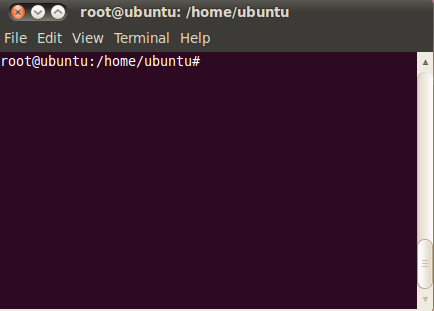 root@ubuntu: /home/ubuntu
File Edit View Terminal Help
root@ubuntu:/home/ubuntu#